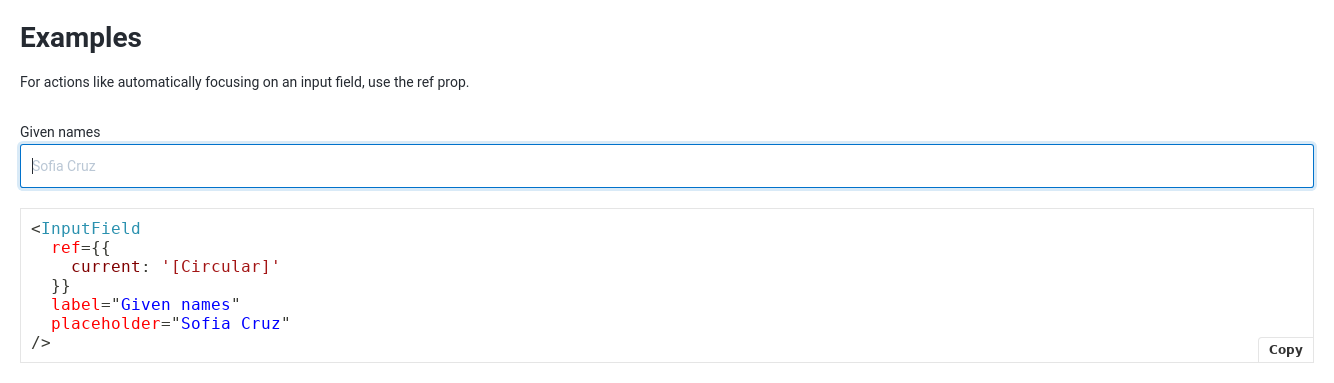 Examples
For actions like automatically focusing on an input field, use the ref prop.
Given names
Sofia Cruz
<InputField
  ref={{
    current: '[Circular]'
  }}
  label="Given names"
  placeholder="Sofia Cruz"
/>
Copy